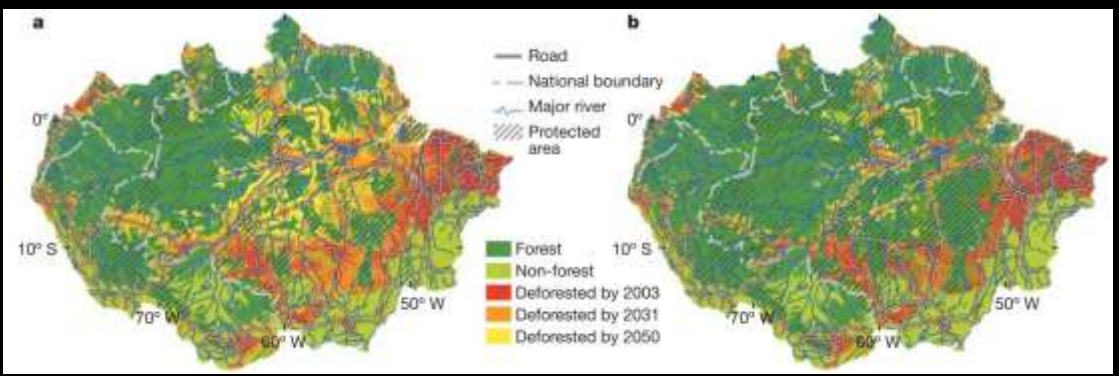 a
b
Road
National boundary
Major river
Protected
area
0°
0°
10° S
10° S
Forest
Non-forest
Deforested by 2003
Deforested by 2031
Deforested by 2050
70° W
60° W
50° W
70° W
60° W
50° W